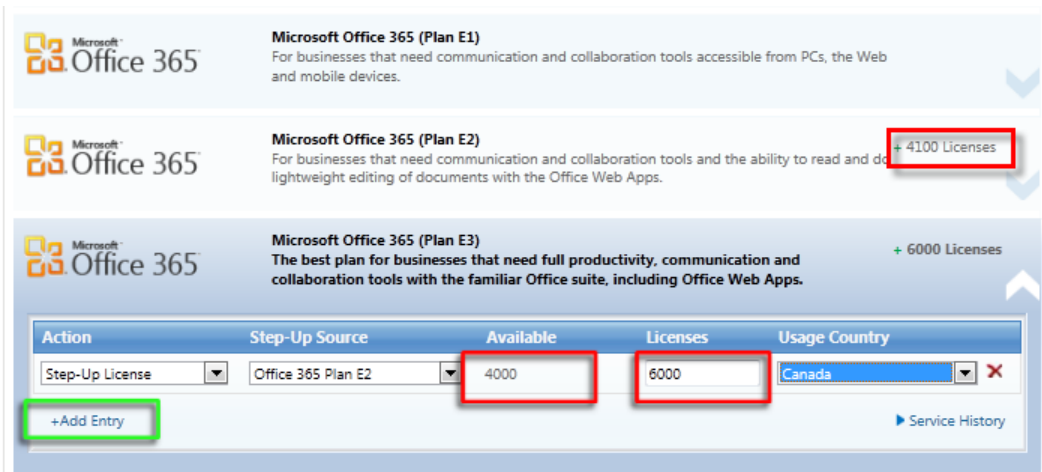 Microsoft
Office 365
Microsoft Office 365 (Plan E1)
For businesses that need communication and collaboration tools accessible from PCs, the Web
and mobile devices.
Microsoft
Office 365
Microsoft Office 365 (Plan E2)
For businesses that need communication and collaboration tools and the ability to read and do
lightweight editing of documents with the Office Web Apps.
+ 4100 Licenses
Microsoft
Office 365
Microsoft Office 365 (Plan E3)
The best plan for businesses that need full productivity, communication and
collaboration tools with the familiar Office suite, including Office Web Apps.
+ 6000 Licenses
Action Step-Up Source Available Licenses Usage Country
Step-Up License Office 365 Plan E2 4000 6000 Canada
+Add Entry Service History